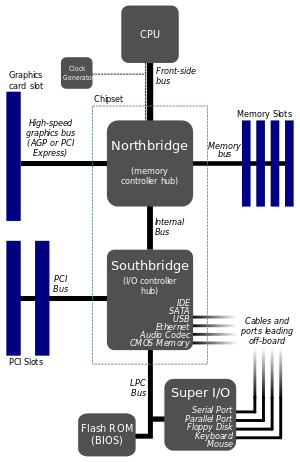 CPU
Clock
Generator
Front-side
bus
Graphics
card slot
Chipset
High-speed
graphics bus
(AGP or PCI
Express)
Northbridge
(memory
controller hub)
Memory
bus
Memory Slots
Internal
Bus
Southbridge
(I/O controller
hub)
PCI
Bus
IDE
SATA
USB
Ethernet
Audio Codec
CMOS Memory
Cables and
ports leading
off-board
PCI Slots
LPC
Bus
Super I/O
Serial Port
Parallel Port
Floppy Disk
Keyboard
Mouse
Flash ROM
(BIOS)